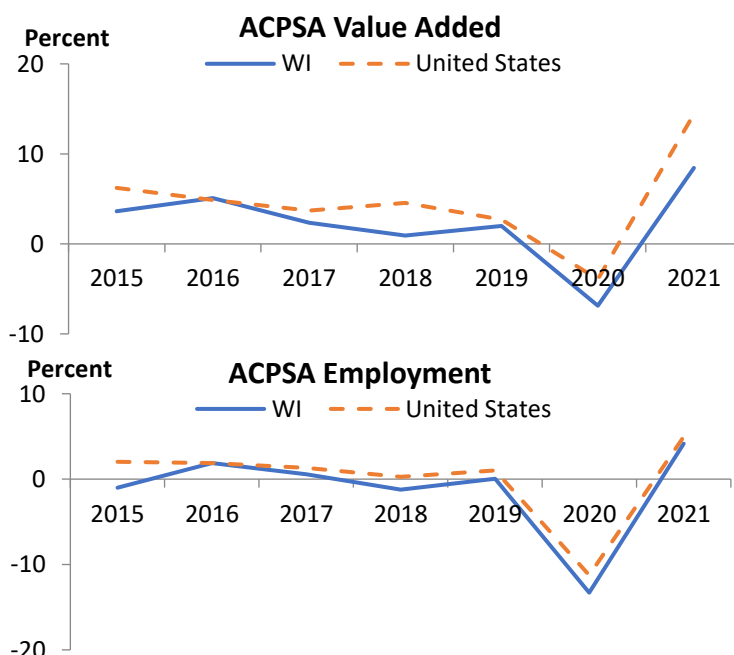 ACPSA Value Added
Percent
WI United States
20
10
0
2015 2016 2017 2018 2019 2020 2021
-10
Percent
ACPSA Employment
10
WI United States
0
2015 2016 2017 2018 2019 2020 2021
-10
-20